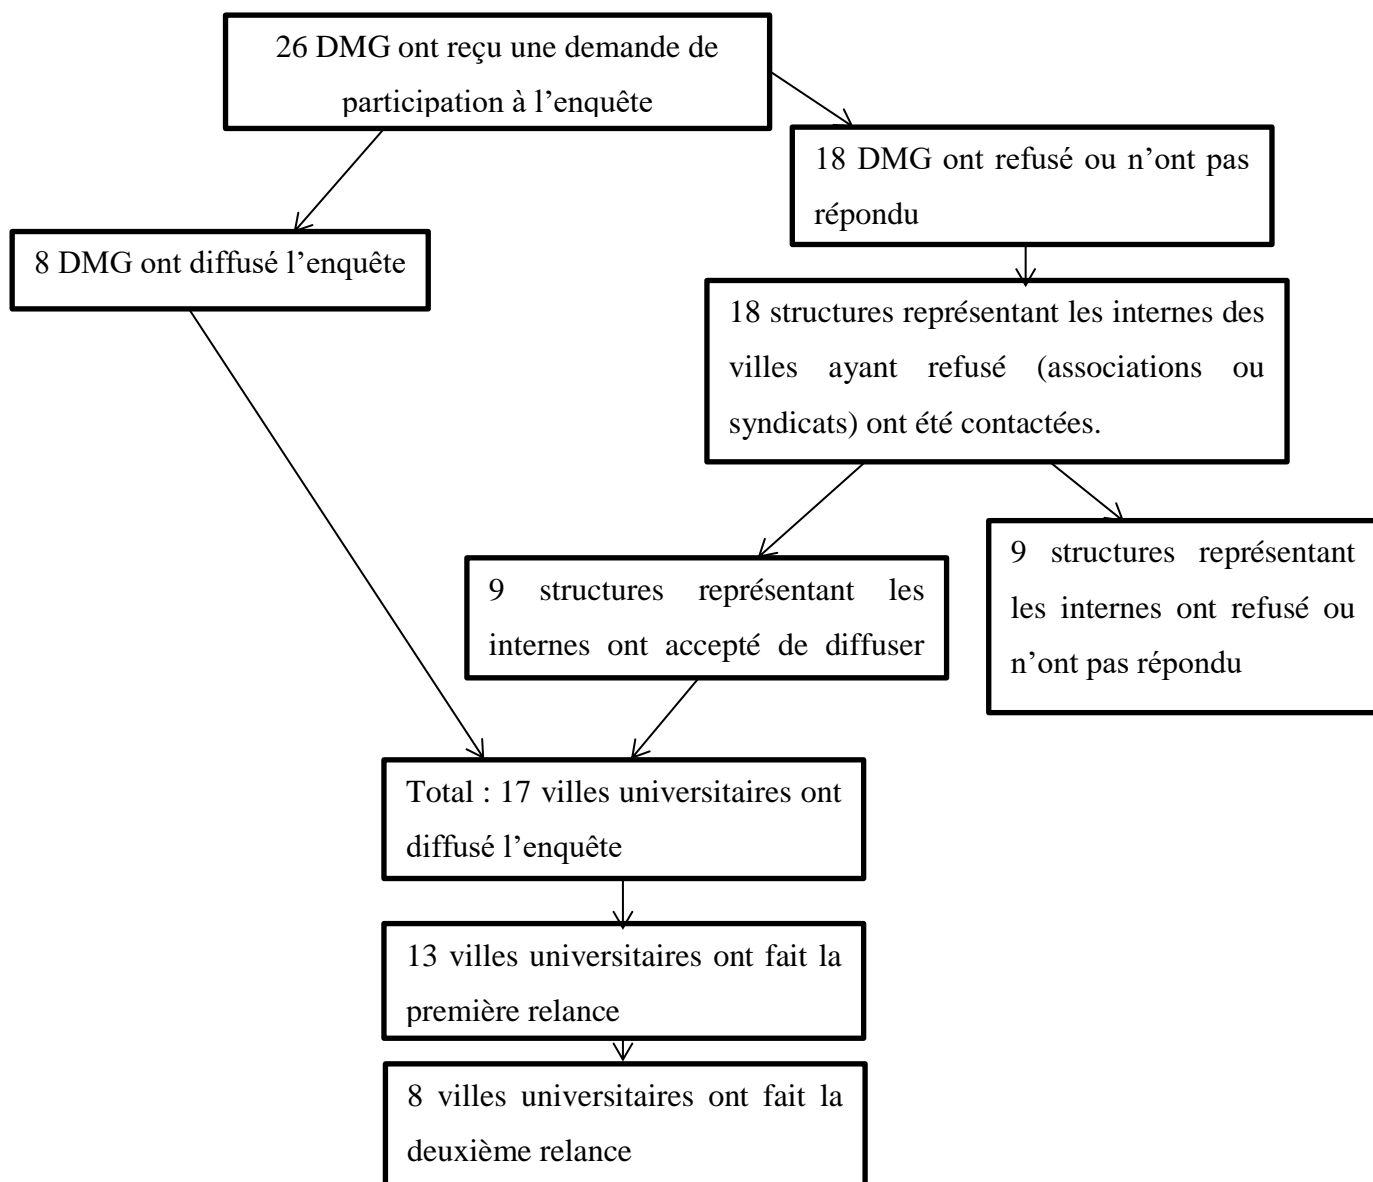 26 DMG ont reçu une demande de
participation à l’enquête
18 DMG ont refusé ou n’ont pas
répondu
8 DMG ont diffusé l’enquête
18 structures représentant les internes des
villes ayant refusé (associations ou
syndicats) ont été contactées.
9 structures représentant les
internes ont accepté de diffuser
9 structures représentant
les internes ont refusé ou
n’ont pas répondu
Total : 17 villes universitaires ont
diffusé l’enquête
13 villes universitaires ont fait la
première relance
8 villes universitaires ont fait la
deuxième relance